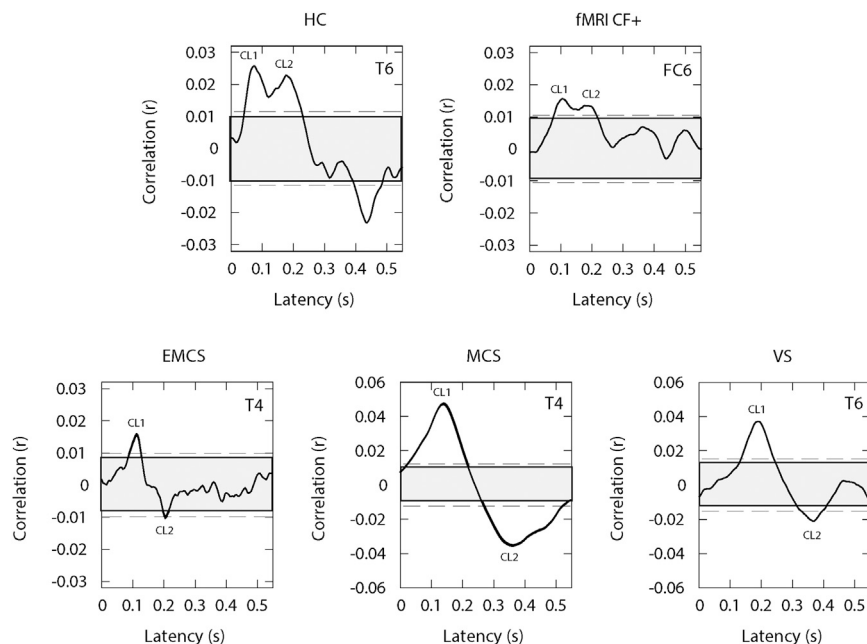 HC
fMRI CF+
0.03
0.02
0.01
0
-0.01
-0.02
-0.03
CL1
CL2
T6
0 0.1 0.2 0.3 0.4 0.5
Correlation (r)
Latency (s)
0.03
0.02
0.01
0
-0.01
-0.02
-0.03
CL1
CL2
FC6
0 0.1 0.2 0.3 0.4 0.5
Correlation (r)
Latency (s)
EMCS
MCS
VS
0.03
0.02
0.01
0
-0.01
-0.02
-0.03
CL1
CL2
T4
0 0.1 0.2 0.3 0.4 0.5
Correlation (r)
Latency (s)
0.06
0.04
0.02
0
-0.02
-0.04
-0.06
CL1
CL2
T4
0 0.1 0.2 0.3 0.4 0.5
Correlation (r)
Latency (s)
0.06
0.04
0.02
0
-0.02
-0.04
-0.06
CL1
CL2
T6
0 0.1 0.2 0.3 0.4 0.5
Correlation (r)
Latency (s)